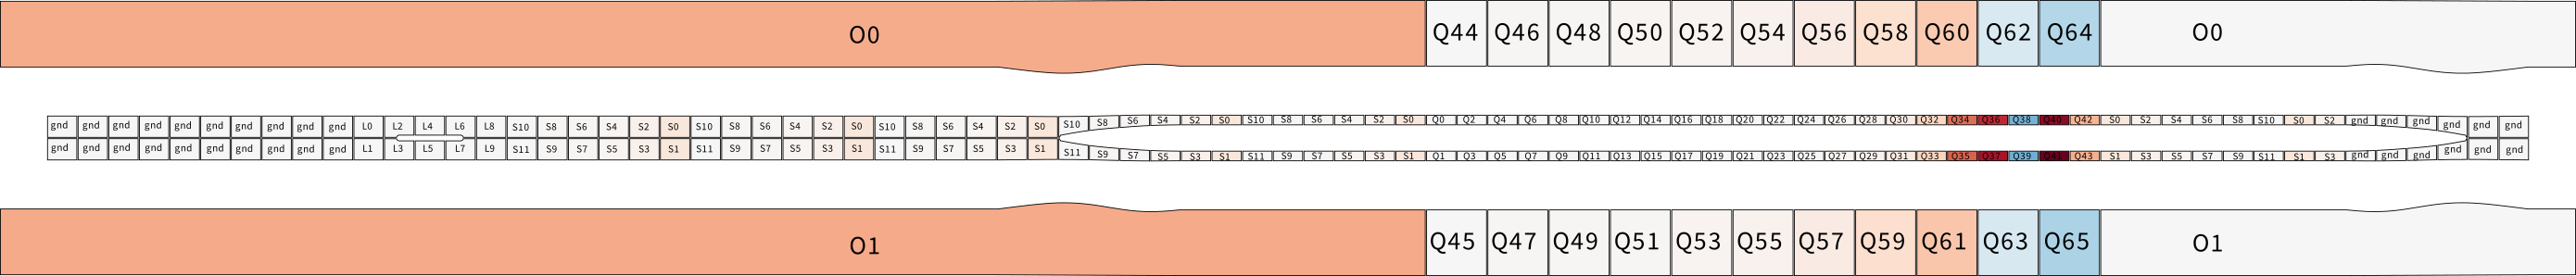 O0 Q44 Q46 Q48 Q50 Q52 Q54 Q56 Q58 Q60 Q62 Q64 O0
gnd gnd gnd gnd gnd gnd gnd gnd gnd gnd L0 L2 L4 L6 L8 S10 S8 S6 S4 S2 S0 S10 S8 S6 S4 S2 S0 S10 S8 S6 S4 S2 S0 S10 S8 S6 S4 S2 S0 S10 S8 S6 S4 S2 S0 Q0 Q2 Q4 Q6 Q8 Q10 Q12 Q14 Q16 Q18 Q20 Q22 Q24 Q26 Q28 Q30 Q32 Q34 Q36 Q38 Q40 Q42 S0 S2 S4 S6 S8 S10 S0 S2 gnd gnd gnd gnd gnd gnd
gnd gnd gnd gnd gnd gnd gnd gnd gnd gnd L1 L3 L5 L7 L9 S11 S9 S7 S5 S3 S1 S11 S9 S7 S5 S3 S1 S11 S9 S7 S5 S3 S1 S11 S9 S7 S5 S3 S1 S11 S9 S7 S5 S3 S1 Q1 Q3 Q5 Q7 Q9 Q11 Q13 Q15 Q17 Q19 Q21 Q23 Q25 Q27 Q29 Q31 Q33 Q35 Q37 Q39 Q41 Q43 S1 S3 S5 S7 S9 S11 S1 S3 gnd gnd gnd gnd gnd gnd
O1 Q45 Q47 Q49 Q51 Q53 Q55 Q57 Q59 Q61 Q63 Q65 O1